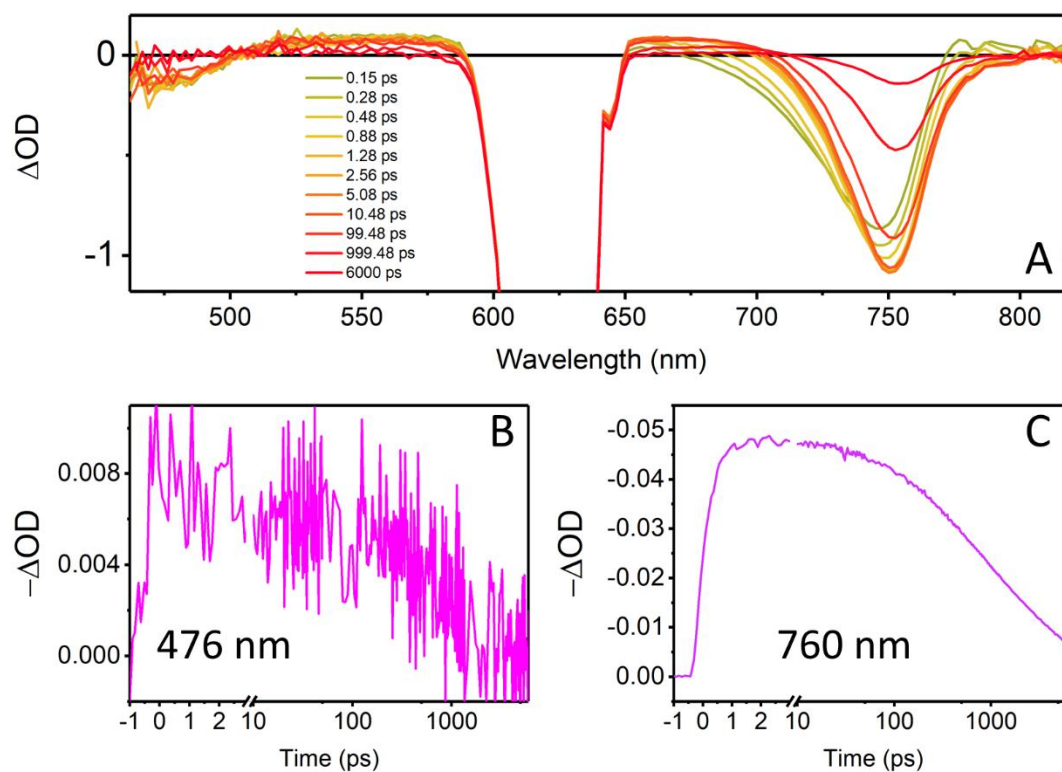 0
-1
ΔOD
0.15 ps
0.28 ps
0.48 ps
0.88 ps
1.28 ps
2.56 ps
5.08 ps
10.48 ps
99.48 ps
999.48 ps
6000 ps
A
500 550 600 650 700 750 800
Wavelength (nm)
B
0.008
0.004
0.000
−ΔOD
476 nm
-1 0 1 2 10 100 1000
Time (ps)
C
-0.05
-0.04
-0.03
-0.02
-0.01
0.00
−ΔOD
760 nm
-1 0 1 2 10 100 1000
Time (ps)